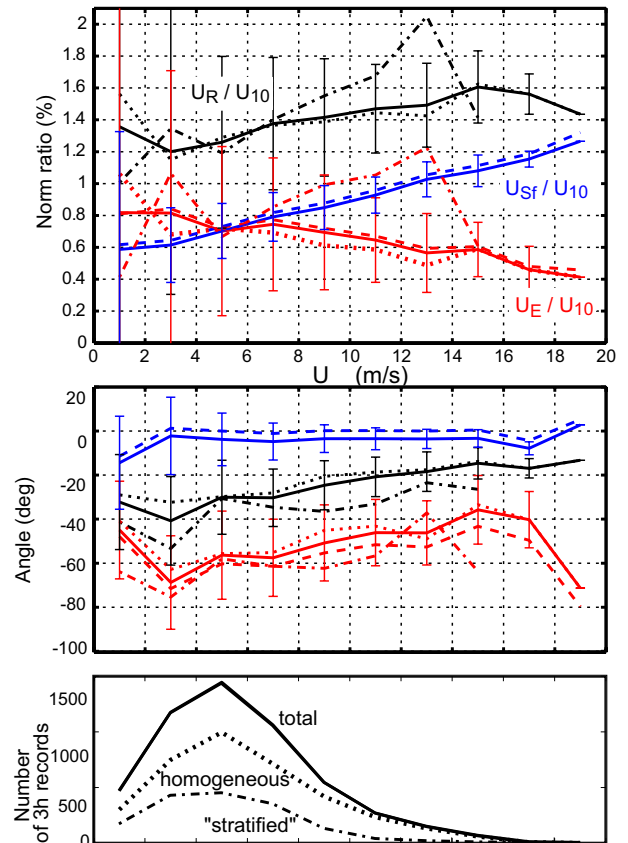 2
1.8
1.6
1.4
1.2
1.0
0.8
0.6
0.4
0.2
0
Norm ratio (%)
U_R / U_10
U_Sf / U_10
U_E / U_10
0 2 4 6 8 10 12 14 16 18 20
U (m/s)
20
0
-20
-40
-60
-80
-100
Angle (deg)
1500
1000
500
0
Number
of 3h records
total
homogeneous
"stratified"